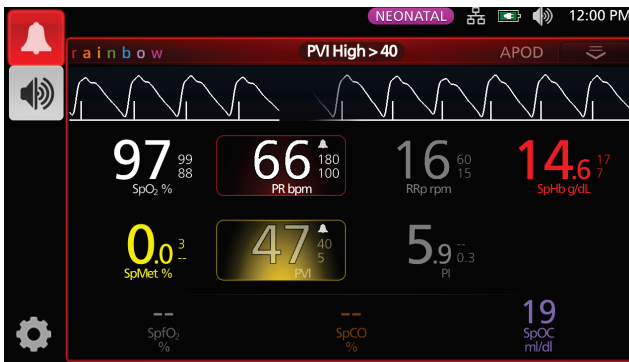 NEONATAL 12:00 PM
rainbow PVI High > 40 APOD
97 99 88 SpO₂ %
66 180 100 PR bpm
16 60 15 RRp rpm
14.6 17 7 SpHb g/dL
0.0 3 -- SpMet %
47 40 5 PVI
5.9 -- 0.3 PI
-- SpfO₂ %
-- SpCO %
19 SpOC ml/dl